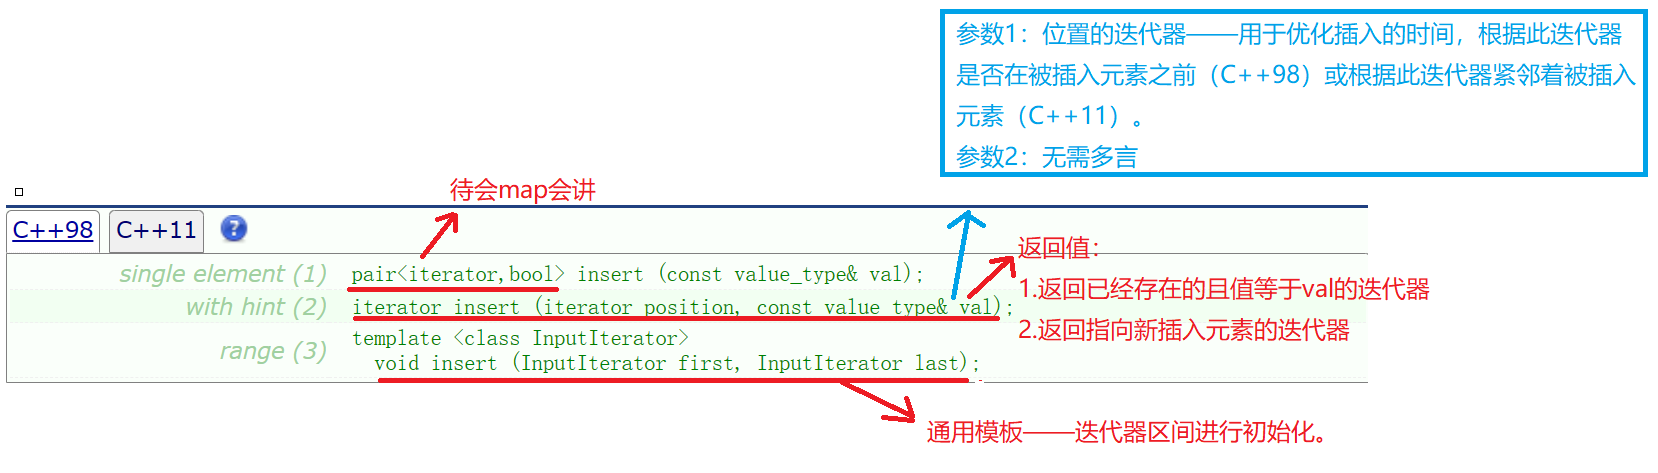 参数1：位置的迭代器——用于优化插入的时间，根据此迭代器
是否在被插入元素之前（C++98）或根据此迭代器紧邻着被插入
元素（C++11）。
参数2：无需多言
待会map会讲
C++98 C++11 ?
返回值：
single element (1) pair<iterator,bool> insert (const value_type& val);
1.返回已经存在的且值等于val的迭代器
with hint (2) iterator insert (iterator position, const value_type& val);
2.返回指向新插入元素的迭代器
range (3) template <class InputIterator>
void insert (InputIterator first, InputIterator last);
通用模板——迭代器区间进行初始化。